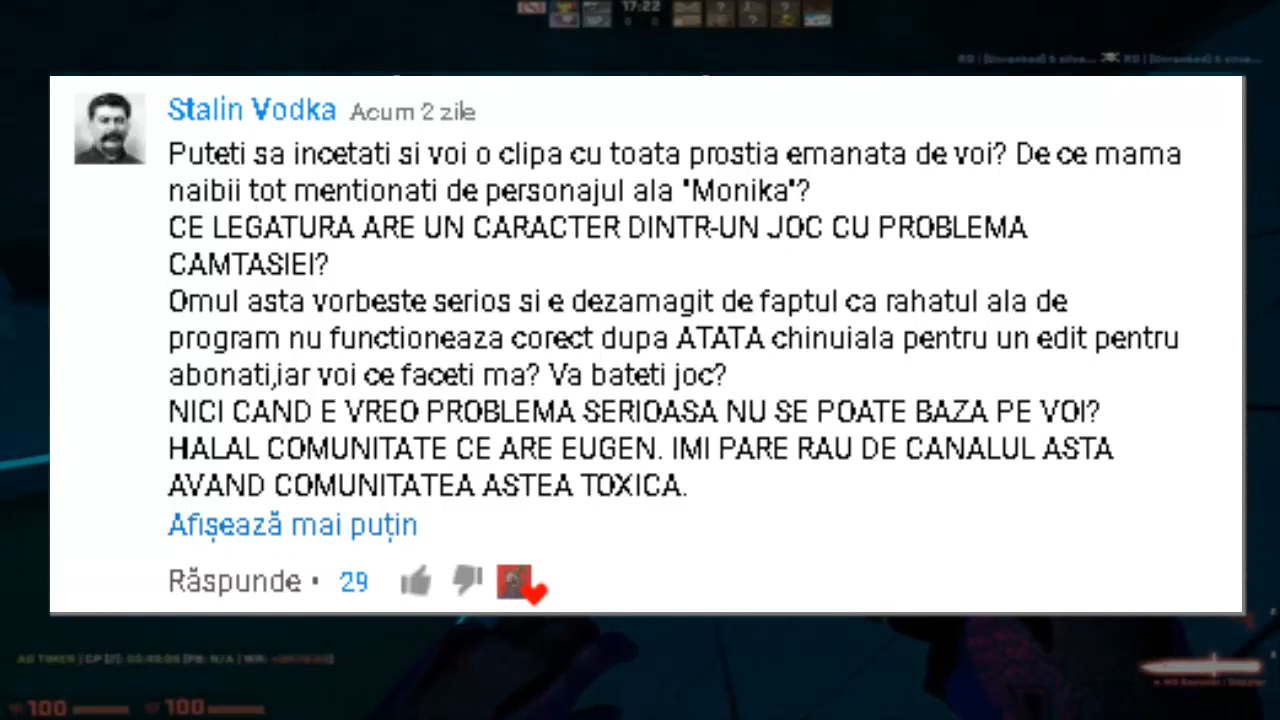 17:22
Stalin Vodka Acum 2 zile
Puteti sa incetati si voi o clipa cu toata prostia emanata de voi? De ce mama
naibii tot mentionati de personajul ala "Monika"?
CE LEGATURA ARE UN CARACTER DINTR-UN JOC CU PROBLEMA
CAMTASIEI?
Omul asta vorbeste serios si e dezamagit de faptul ca rahatul ala de
program nu functioneaza corect dupa ATATA chinuiala pentru un edit pentru
abonati,iar voi ce faceti ma? Va bateti joc?
NICI CAND E VREO PROBLEMA SERIOASA NU SE POATE BAZA PE VOI?
HALAL COMUNITATE CE ARE EUGEN. IMI PARE RAU DE CANALUL ASTA
AVAND COMUNITATEA ASTEA TOXICA.
Afișează mai puțin
Răspunde • 29
100 100